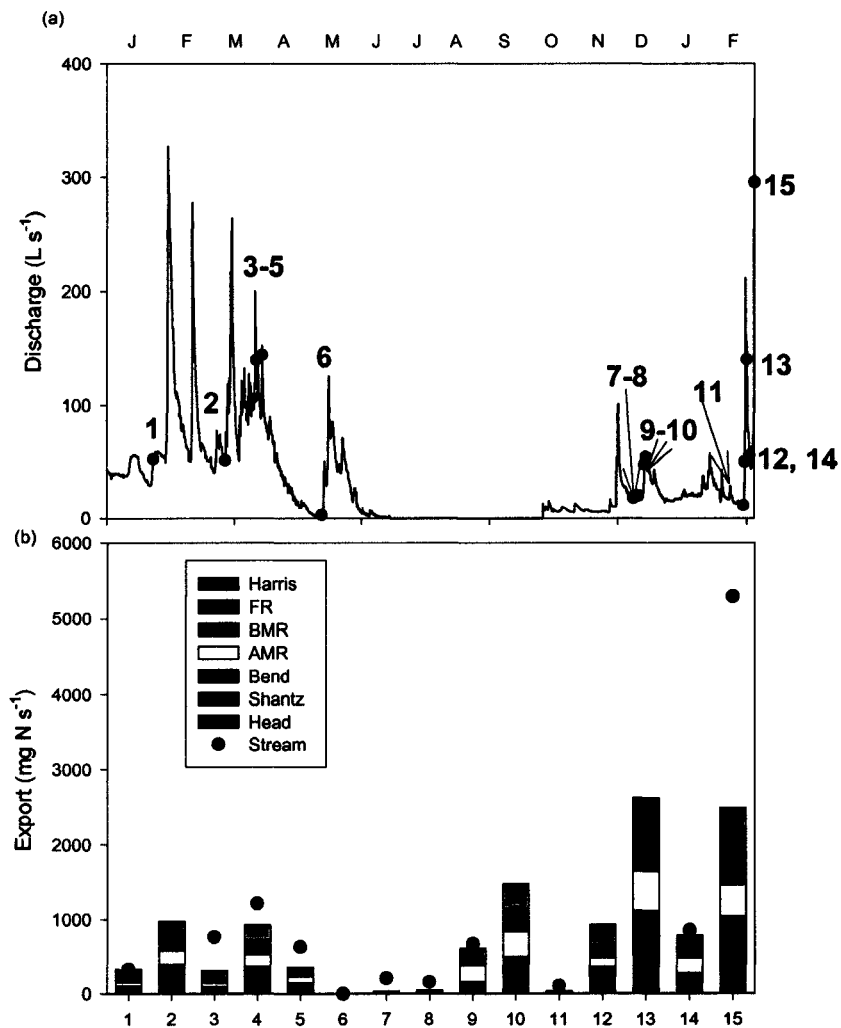 (a)
J F M A M J J A S O N D J F
400
300
200
100
0
Discharge (L s⁻¹)
1
2
3-5
6
7-8
9-10
11
12, 14
13
15
(b)
6000
5000
4000
3000
2000
1000
0
Export (mg N s⁻¹)
Harris
FR
BMR
AMR
Bend
Shantz
Head
Stream
1 2 3 4 5 6 7 8 9 10 11 12 13 14 15